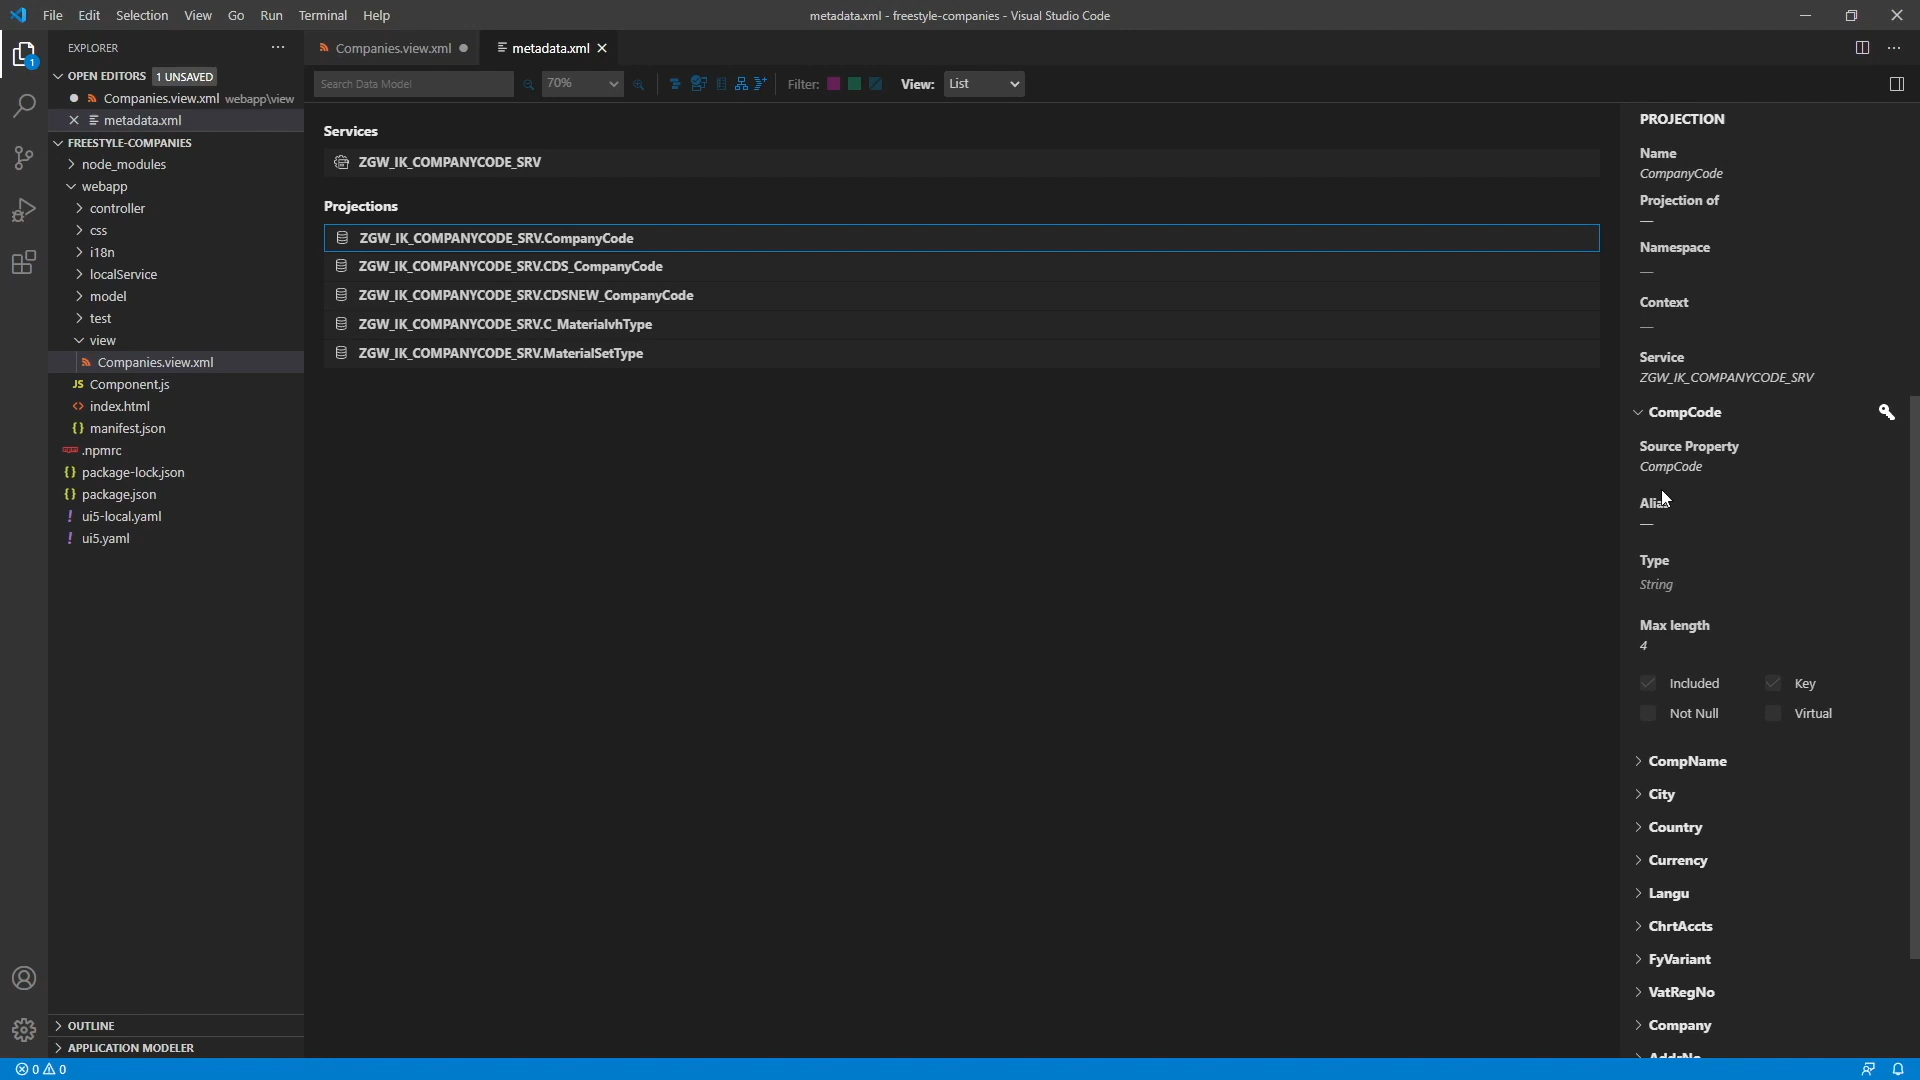 File Edit Selection View Go Run Terminal Help
metadata.xml - freestyle-companies - Visual Studio Code
1
EXPLORER
OPEN EDITORS 1 UNSAVED
Companies.view.xml webapp\view
metadata.xml
FREESTYLE-COMPANIES
node_modules
webapp
controller
css
i18n
localService
model
test
view
Companies.view.xml
JS Component.js
index.html
manifest.json
.npmrc
package-lock.json
package.json
ui5-local.yaml
ui5.yaml
OUTLINE
APPLICATION MODELER
Companies.view.xml
metadata.xml
Search Data Model
70%
Filter:
View: List
Services
ZGW_IK_COMPANYCODE_SRV
Projections
ZGW_IK_COMPANYCODE_SRV.CompanyCode
ZGW_IK_COMPANYCODE_SRV.CDS_CompanyCode
ZGW_IK_COMPANYCODE_SRV.CDSNEW_CompanyCode
ZGW_IK_COMPANYCODE_SRV.C_MaterialvhType
ZGW_IK_COMPANYCODE_SRV.MaterialSetType
PROJECTION
Name
CompanyCode
Projection of
—
Namespace
—
Context
—
Service
ZGW_IK_COMPANYCODE_SRV
CompCode
Source Property
CompCode
Alias
—
Type
String
Max length
4
Included Key
Not Null Virtual
CompName
City
Country
Currency
Langu
ChrtAccts
FyVariant
VatRegNo
Company
AddrNo
0 0